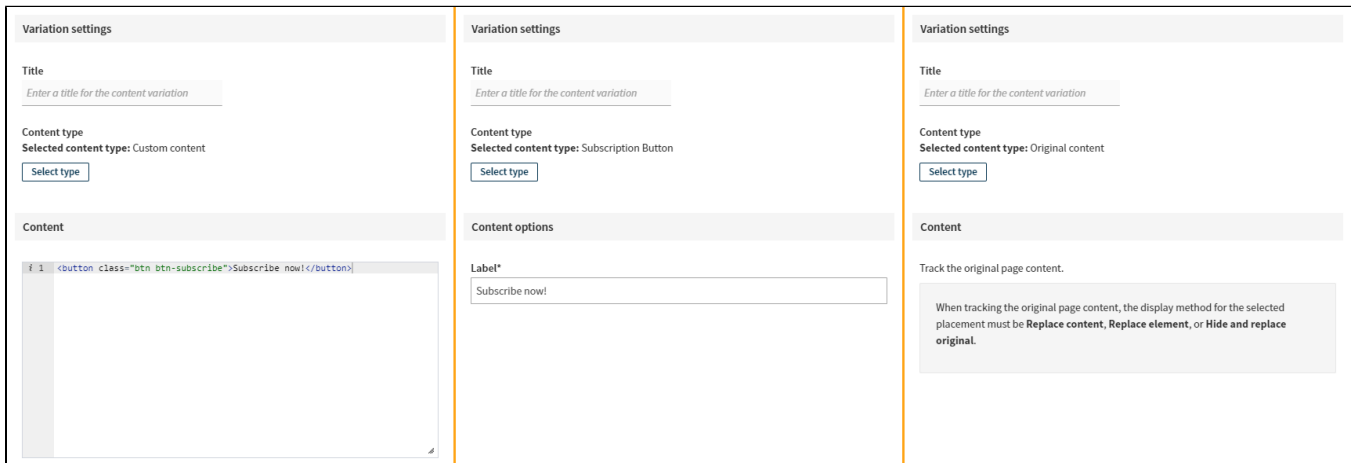 Variation settings
Title
Enter a title for the content variation
Content type
Selected content type: Custom content
Select type
Content
i 1 <button class="btn btn-subscribe">Subscribe now!</button>
Variation settings
Title
Enter a title for the content variation
Content type
Selected content type: Subscription Button
Select type
Content options
Label*
Subscribe now!
Variation settings
Title
Enter a title for the content variation
Content type
Selected content type: Original content
Select type
Content
Track the original page content.
When tracking the original page content, the display method for the selected
placement must be Replace content, Replace element, or Hide and replace
original.